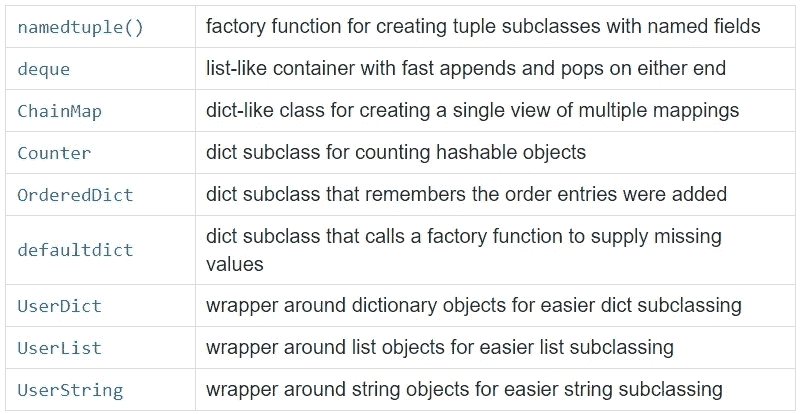 namedtuple() factory function for creating tuple subclasses with named fields
deque list-like container with fast appends and pops on either end
ChainMap dict-like class for creating a single view of multiple mappings
Counter dict subclass for counting hashable objects
OrderedDict dict subclass that remembers the order entries were added
defaultdict dict subclass that calls a factory function to supply missing
values
UserDict wrapper around dictionary objects for easier dict subclassing
UserList wrapper around list objects for easier list subclassing
UserString wrapper around string objects for easier string subclassing